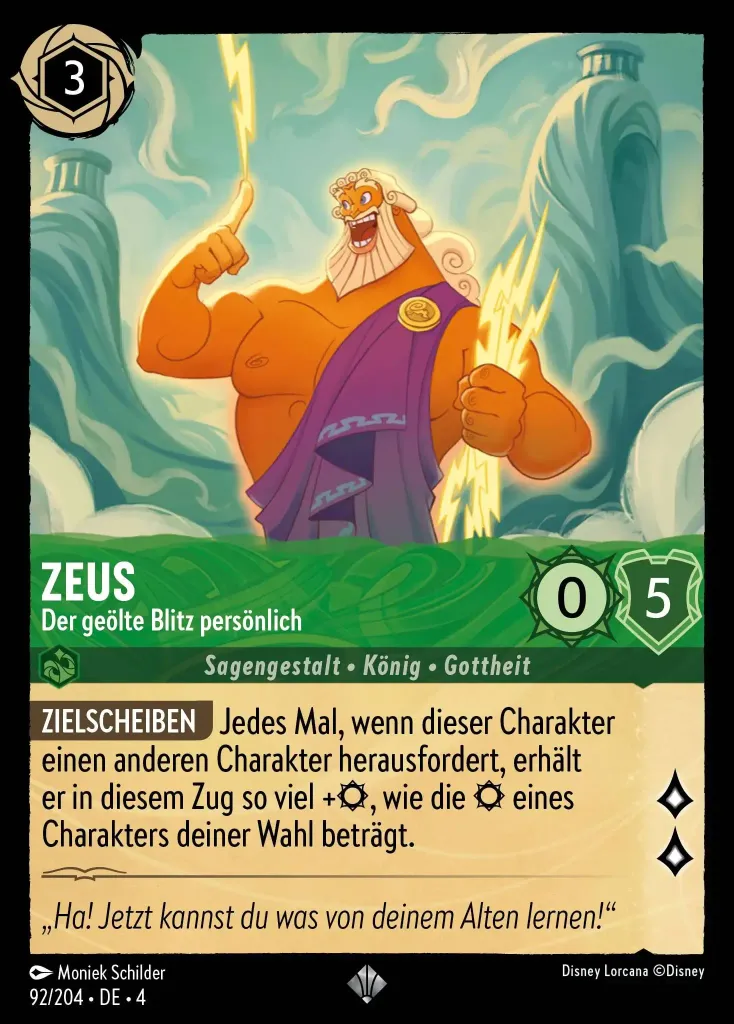 3
ZEUS
Der geölte Blitz persönlich
0
5
Sagengestalt • König • Gottheit
ZIELSCHEIBEN Jedes Mal, wenn dieser Charakter
einen anderen Charakter herausfordert, erhält
er in diesem Zug so viel +, wie die eines
Charakters deiner Wahl beträgt.
„Ha! Jetzt kannst du was von deinem Alten lernen!“
Moniek Schilder
Disney Lorcana ©Disney
92/204 • DE • 4